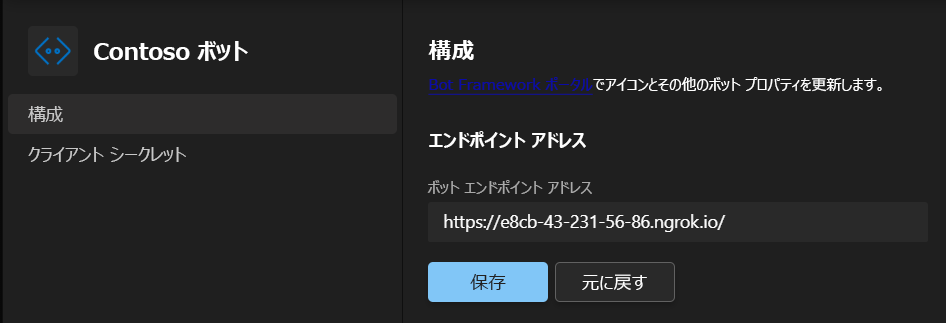 Contoso ボット
構成
クライアント シークレット
構成
Bot Framework ポータルでアイコンとその他のボット プロパティを更新します。
エンドポイント アドレス
ボット エンドポイント アドレス
https://e8cb-43-231-56-86.ngrok.io/
保存
元に戻す